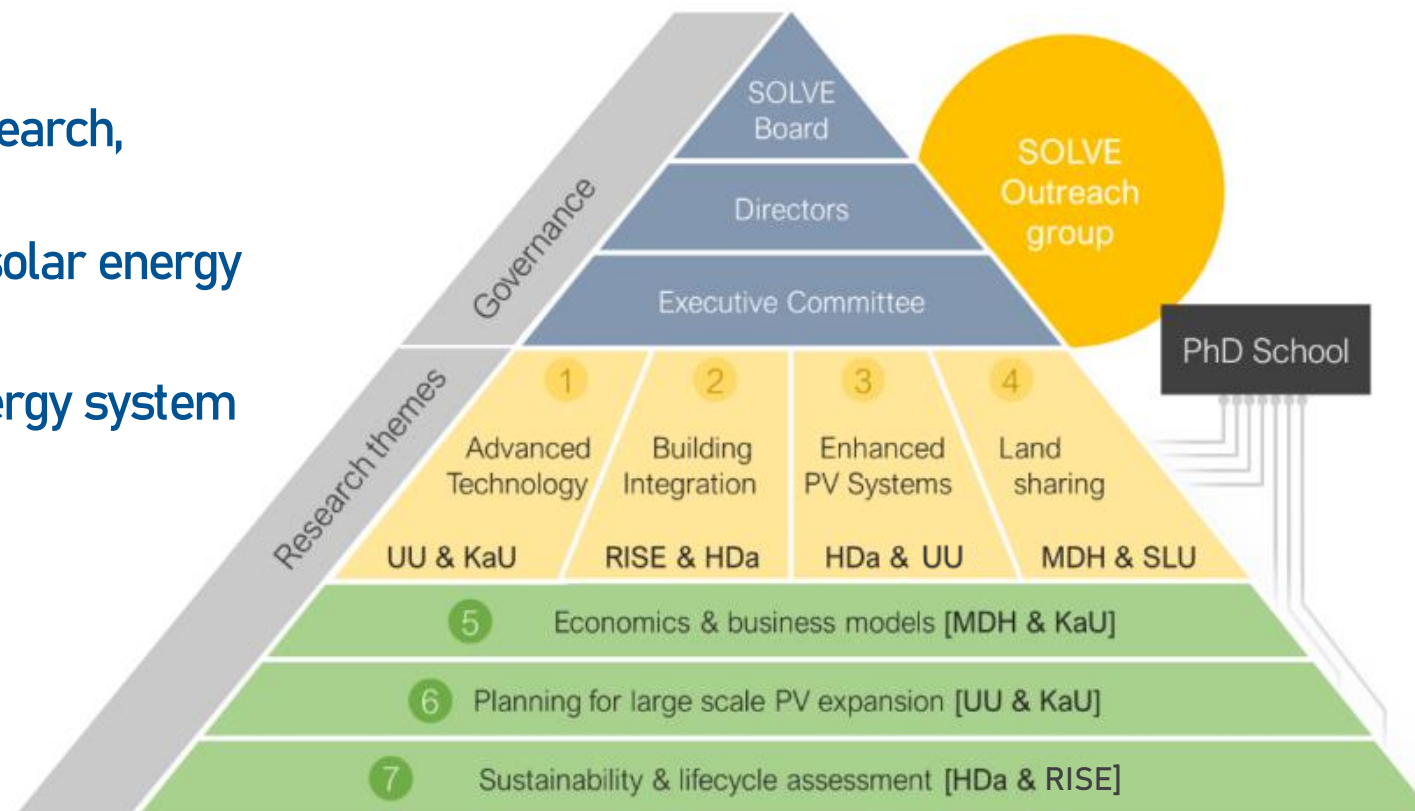 search,
solar energy
ergy system
Governance
Research themes
SOLVE
Board
Directors
Executive Committee
SOLVE
Outreach
group
PhD School
1
Advanced
Technology
UU & KaU
2
Building
Integration
RISE & HDa
3
Enhanced
PV Systems
HDa & UU
4
Land
sharing
MDH & SLU
5 Economics & business models [MDH & KaU]
6 Planning for large scale PV expansion [UU & KaU]
7 Sustainability & lifecycle assessment [HDa & RISE]